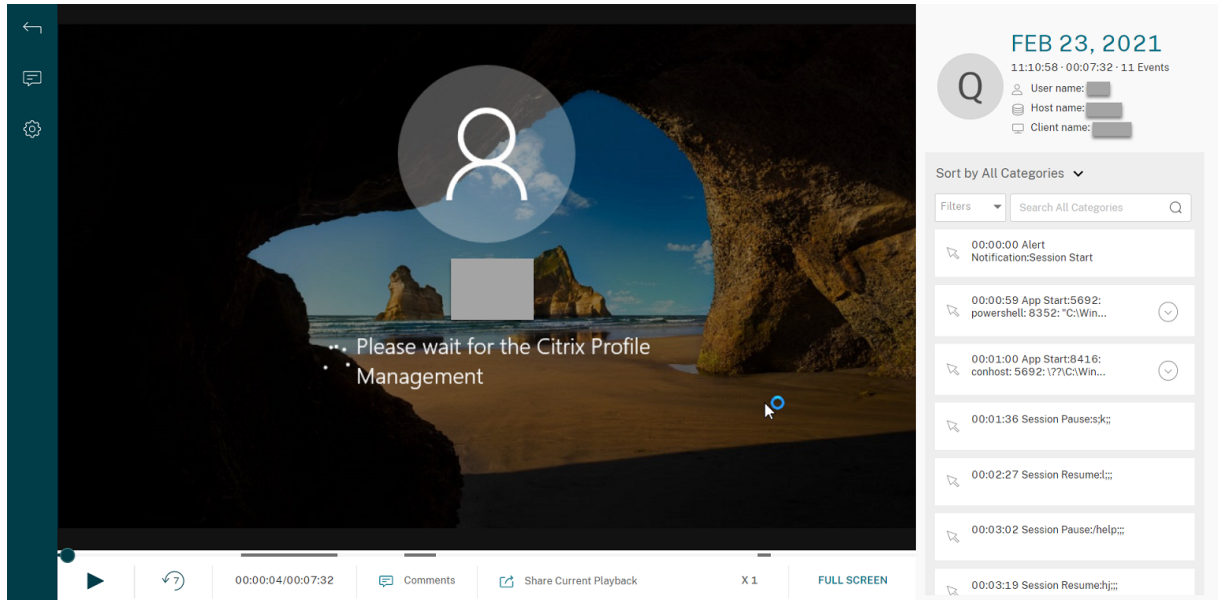 FEB 23, 2021
11:10:58 · 00:07:32 · 11 Events
Q
User name:
Host name:
Client name:
Sort by All Categories
Filters
Search All Categories
00:00:00 Alert
Notification:Session Start
00:00:59 App Start:5692:
powershell: 8352: "C:\Win...
00:01:00 App Start:8416:
conhost: 5692: \??\C:\Win...
00:01:36 Session Pause:s;k;;
00:02:27 Session Resume:l;;;
00:03:02 Session Pause:/help;;;
00:03:19 Session Resume:hj;;;
Please wait for the Citrix Profile
Management
7
00:00:04/00:07:32
Comments
Share Current Playback
X 1
FULL SCREEN